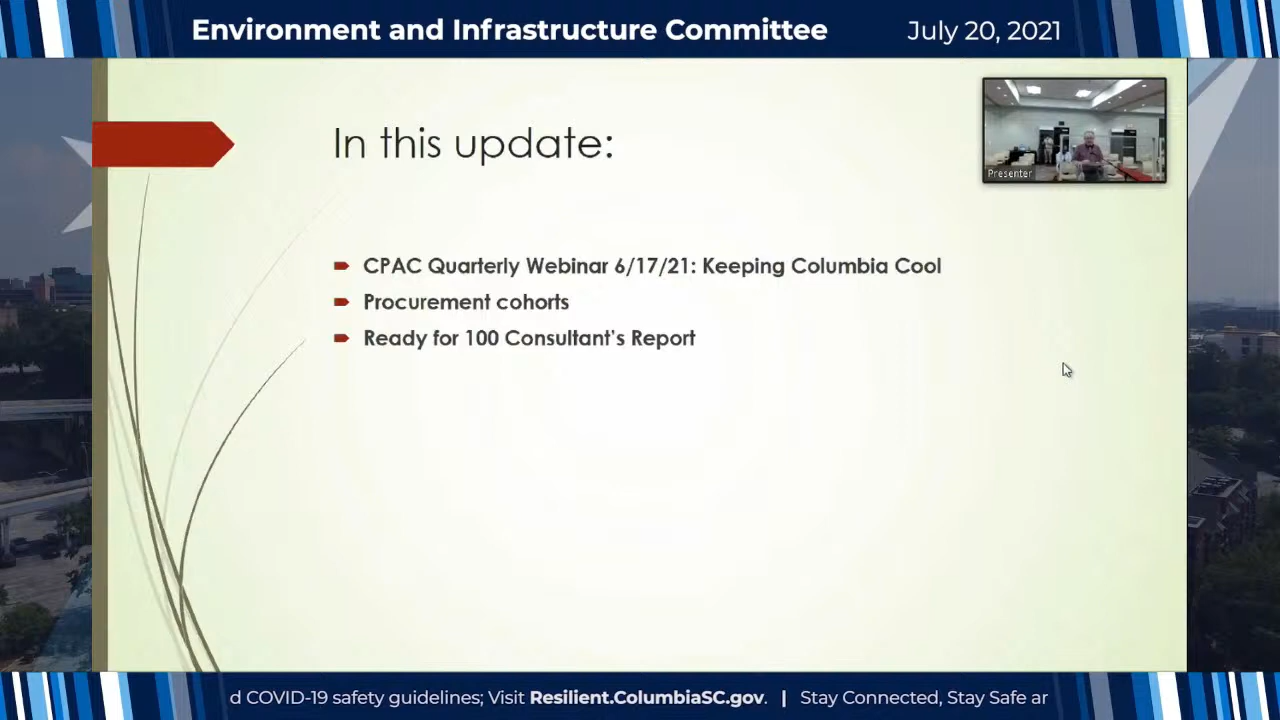 Environment and Infrastructure Committee July 20, 2021
In this update:
Presenter
CPAC Quarterly Webinar 6/17/21: Keeping Columbia Cool
Procurement cohorts
Ready for 100 Consultant's Report
d COVID-19 safety guidelines; Visit Resilient.ColumbiaSC.gov. | Stay Connected, Stay Safe ar